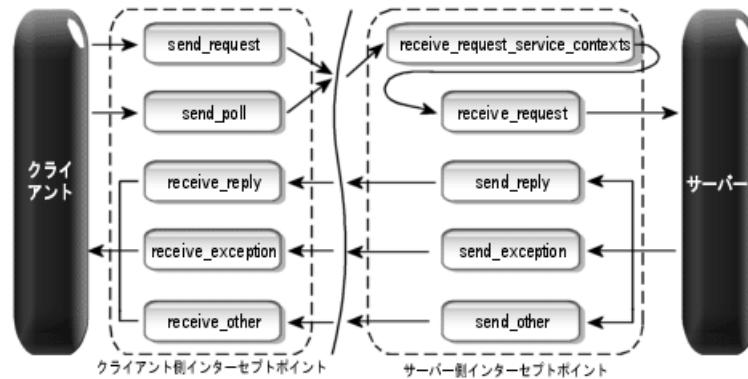 send_request
receive_request_service_contexts
send_poll
receive_request
クライ
アント
receive_reply
send_reply
サーバー
receive_exception
send_exception
receive_other
send_other
クライアント側インターセプトポイント
サーバー側インターセプトポイント